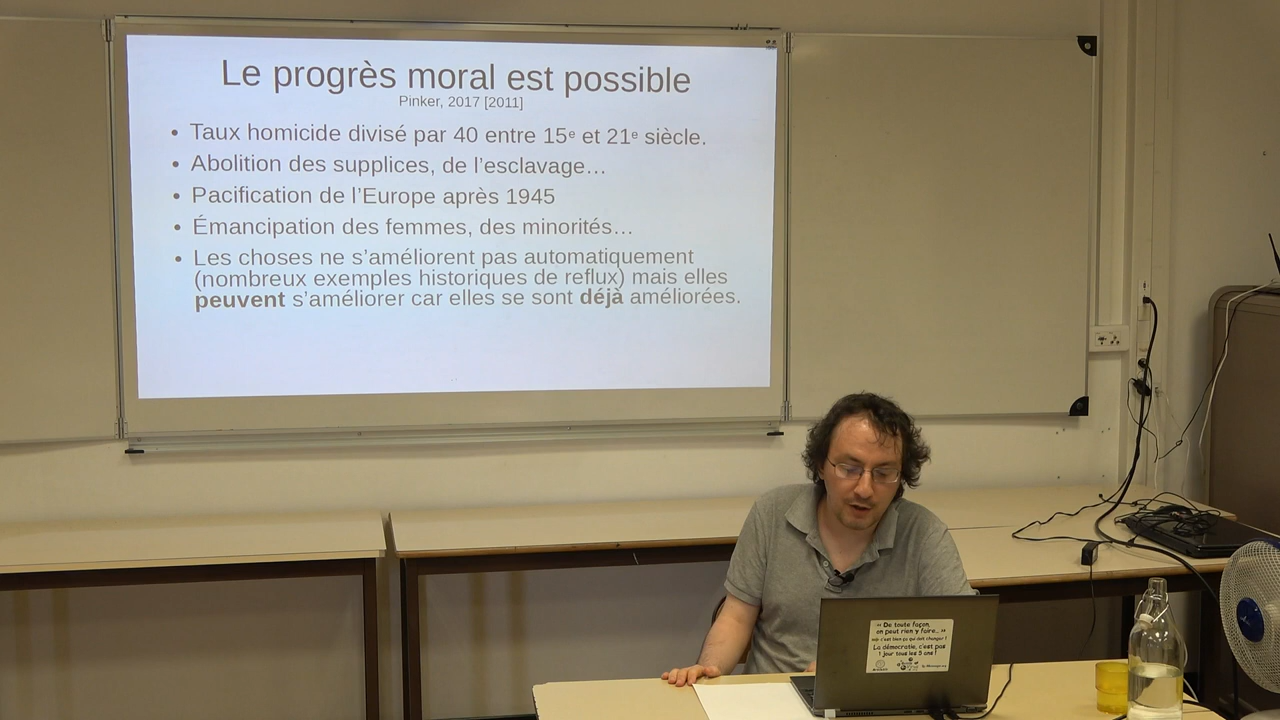 Le progrès moral est possible
Pinker, 2017 [2011]
• Taux homicide divisé par 40 entre 15e et 21e siècle.
• Abolition des supplices, de l’esclavage…
• Pacification de l’Europe après 1945
• Émancipation des femmes, des minorités…
• Les choses ne s’améliorent pas automatiquement
(nombreux exemples historiques de reflux) mais elles
peuvent s’améliorer car elles se sont déjà améliorées.
« De toute façon,
on peut rien y faire... »
La démocratie, c'est pas
1 jour tous les 5 ans !